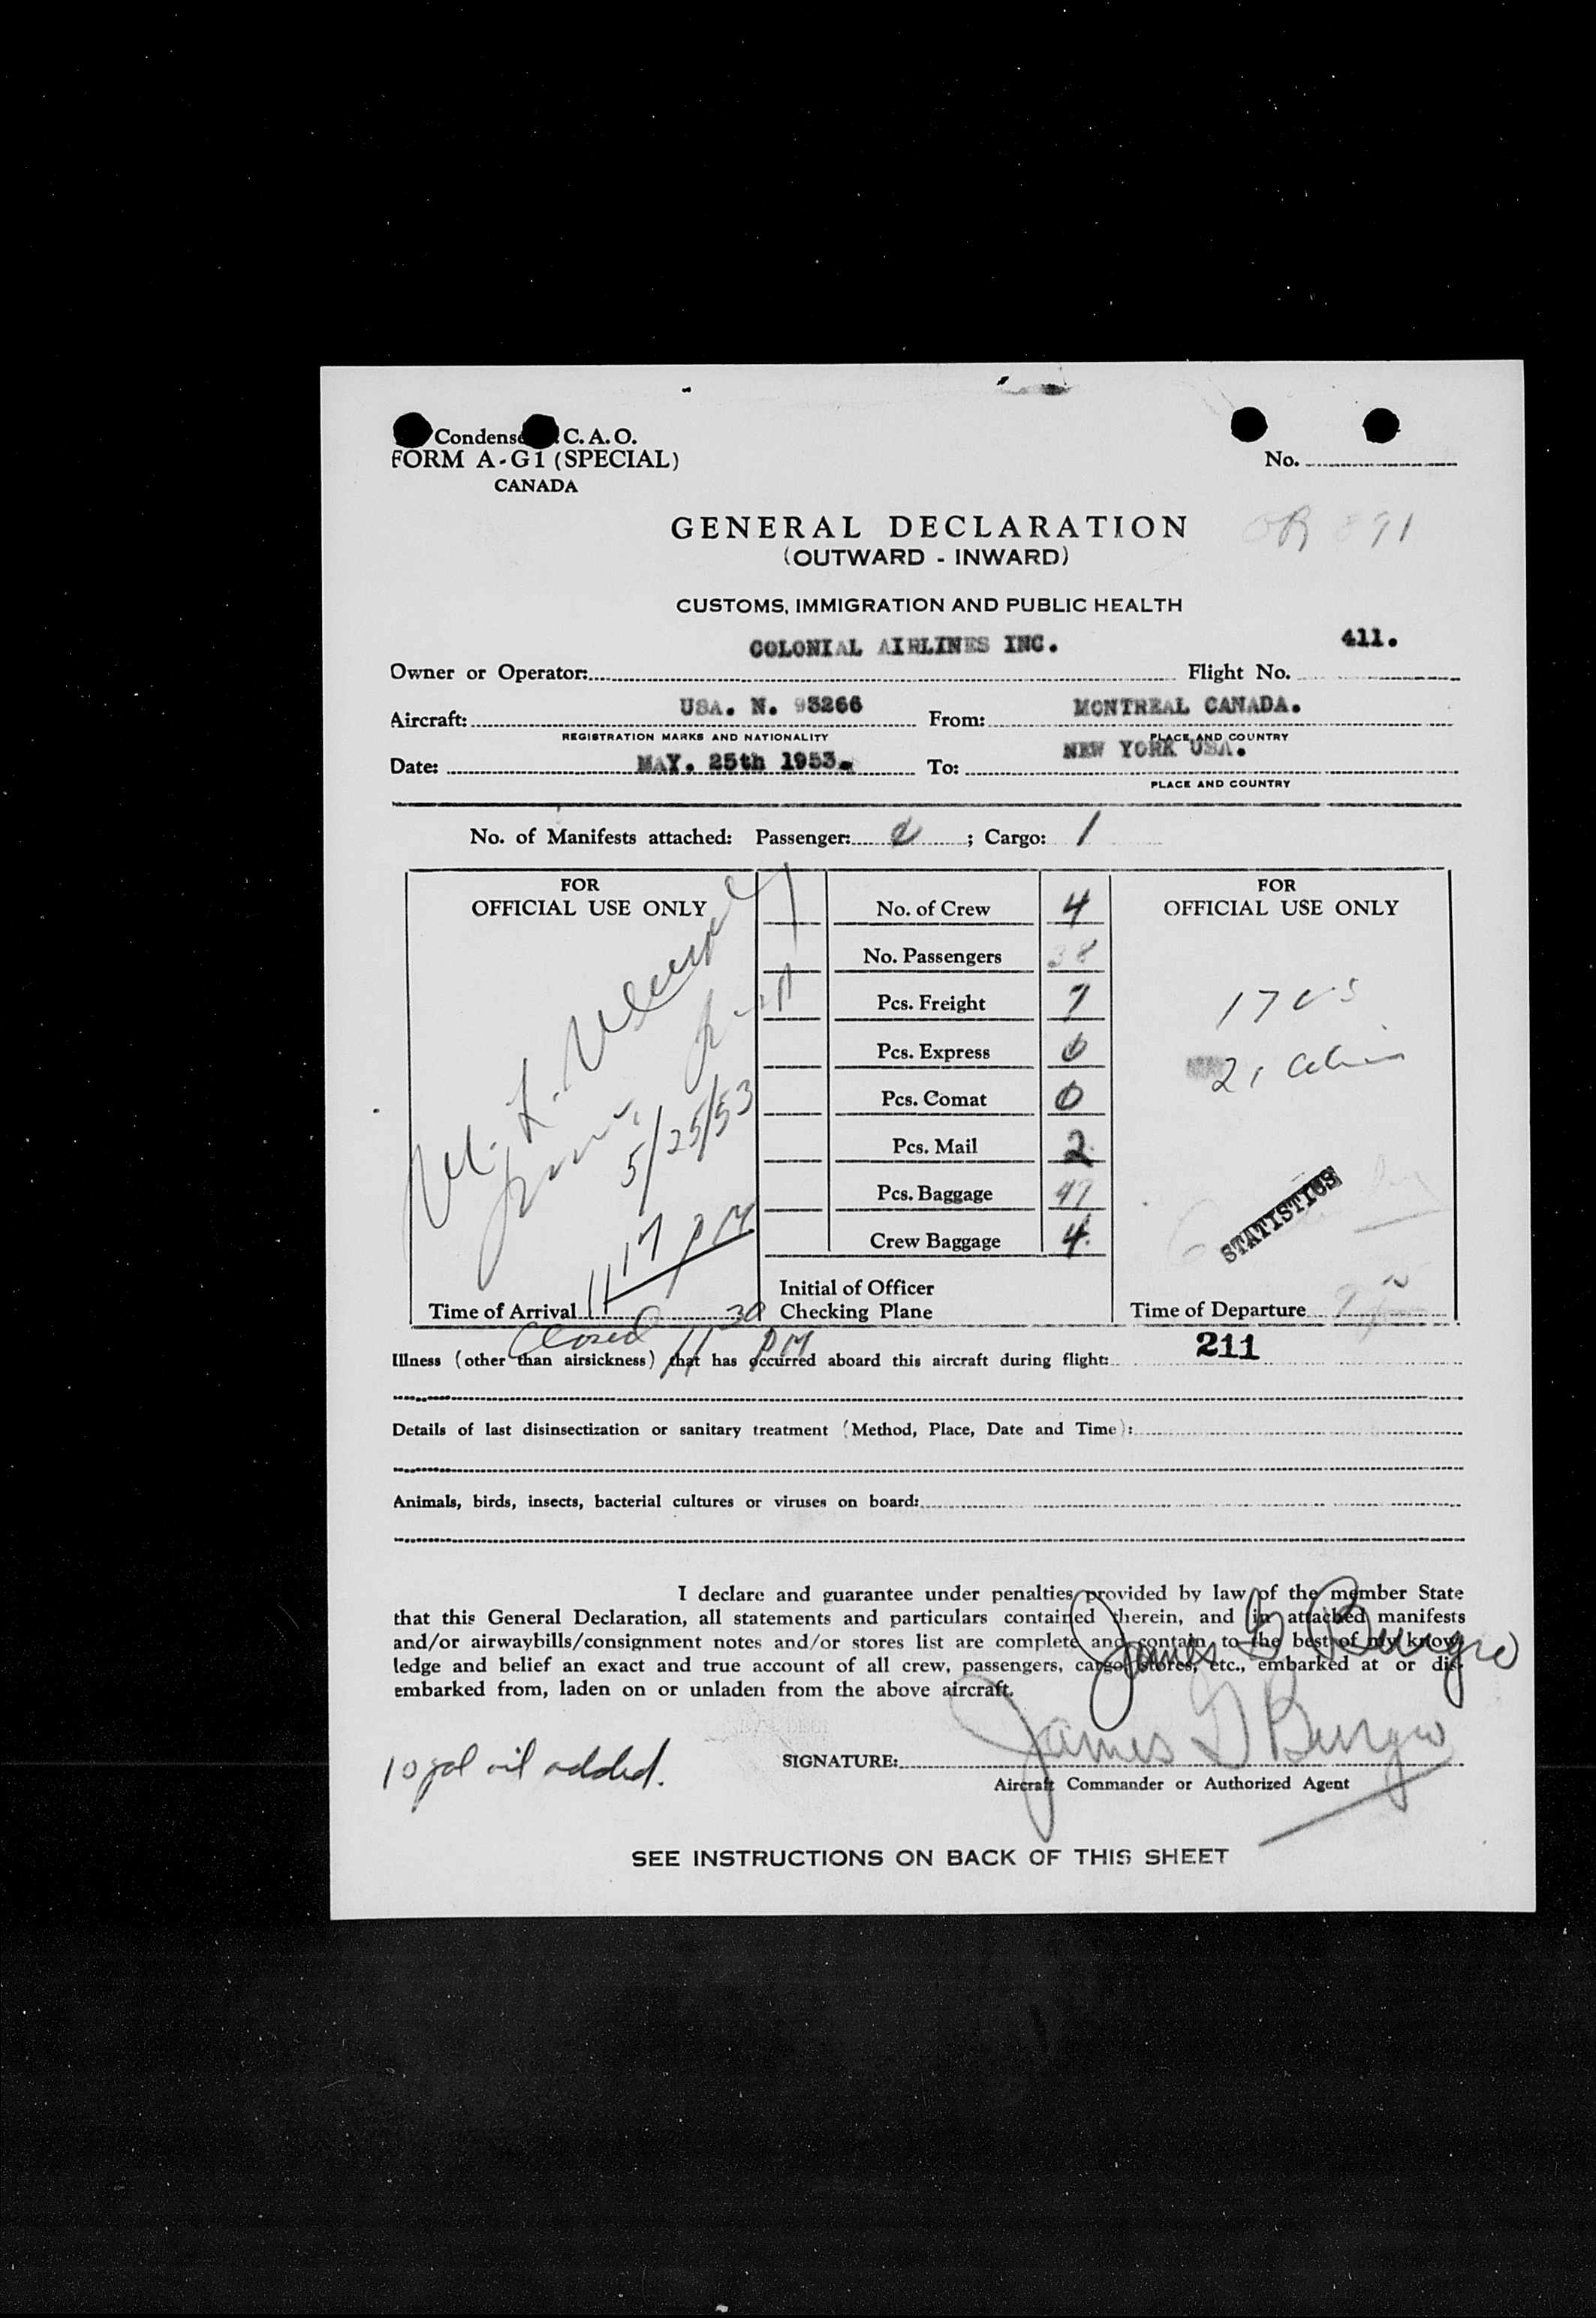 Condense C. A. O.
FORM A-G1 (SPECIAL)
CANADA
No.
GENERAL DECLARATION
891
(OUTWARD - INWARD)
CUSTOMS, IMMIGRATION AND PUBLIC HEALTH
Owner or Operator: COLONIAL AIRLINES INC. Flight No. 411.
Aircraft: USA. N. 93266 From: MONTREAL CANADA.
REGISTRATION MARKS AND NATIONALITY PLACE AND COUNTRY
Date: MAY. 25th 1953. To: NEW YORK USA.
PLACE AND COUNTRY
No. of Manifests attached: Passenger: ; Cargo: 1
FOR
OFFICIAL USE ONLY
5/25/53
11 17 PM
Time of Arrival
Closed 11 30 PM
No. of Crew 4
No. Passengers 38
Pcs. Freight 7
Pcs. Express 0
Pcs. Comat 0
Pcs. Mail 2
Pcs. Baggage 47
Crew Baggage 4
Initial of Officer
Checking Plane
FOR
OFFICIAL USE ONLY
17 US
21
STATISTICS
Time of Departure
211
Illness (other than airsickness) that has occurred aboard this aircraft during flight:
Details of last disinsectization or sanitary treatment (Method, Place, Date and Time):
Animals, birds, insects, bacterial cultures or viruses on board:
I declare and guarantee under penalties provided by law of the member State
that this General Declaration, all statements and particulars contained therein, and in attached manifests
and/or airwaybills/consignment notes and/or stores list are complete and contain to the best of my know-
ledge and belief an exact and true account of all crew, passengers, cargo, stores, etc., embarked at or dis-
embarked from, laden on or unladen from the above aircraft.
James G Burgio
10 gal oil added.
SIGNATURE: James G Burgio
Aircraft Commander or Authorized Agent
SEE INSTRUCTIONS ON BACK OF THIS SHEET